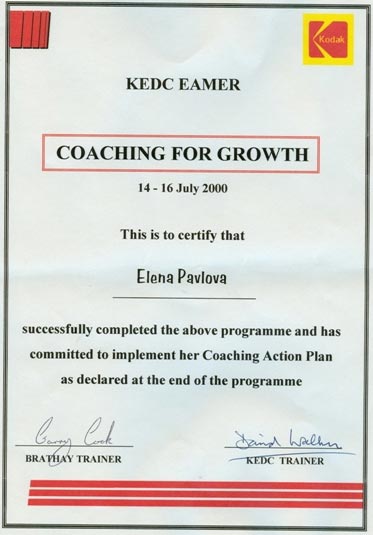 Kodak
KEDC EAMER
COACHING FOR GROWTH
14 - 16 July 2000
This is to certify that
Elena Pavlova
successfully completed the above programme and has
committed to implement her Coaching Action Plan
as declared at the end of the programme
Garry Cook David Walker
BRATHAY TRAINER KEDC TRAINER